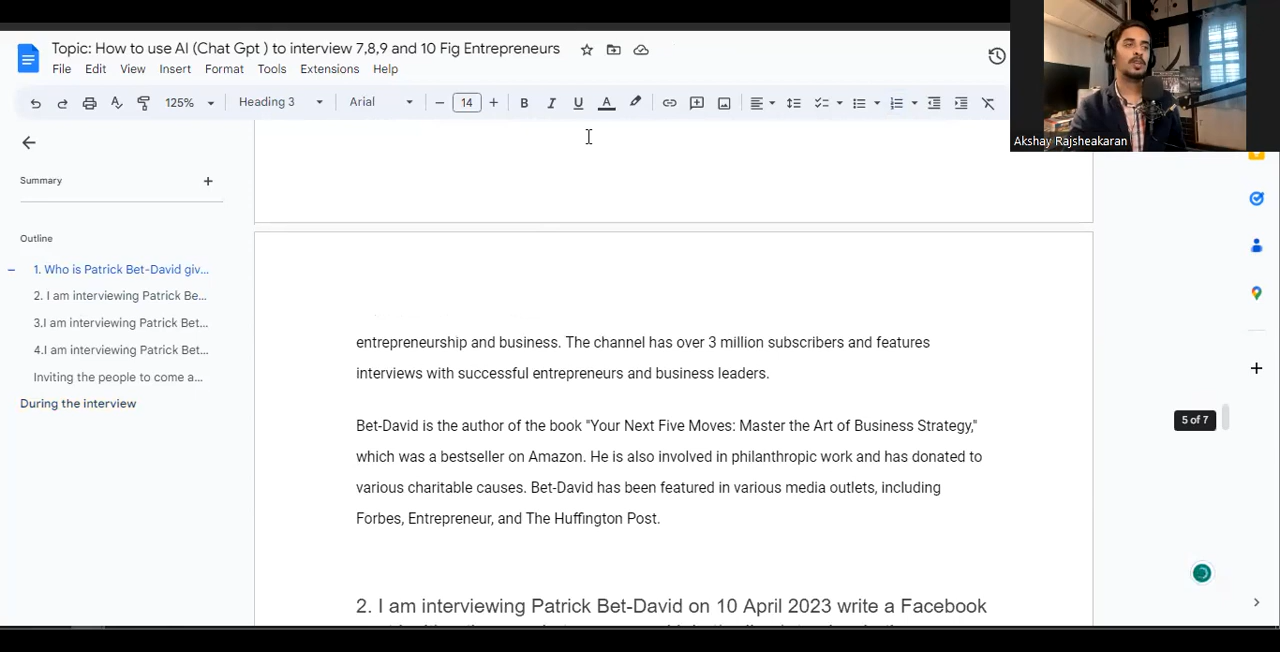 Topic: How to use AI (Chat Gpt ) to interview 7,8,9 and 10 Fig Entrepreneurs
File Edit View Insert Format Tools Extensions Help
125% Heading 3 Arial 14 B I U A
Akshay Rajsheakaran
Summary
Outline
1. Who is Patrick Bet-David giv...
2. I am interviewing Patrick Be...
3.I am interviewing Patrick Bet...
4.I am interviewing Patrick Bet...
Inviting the people to come a...
During the interview
entrepreneurship and business. The channel has over 3 million subscribers and features
interviews with successful entrepreneurs and business leaders.
Bet-David is the author of the book "Your Next Five Moves: Master the Art of Business Strategy,"
which was a bestseller on Amazon. He is also involved in philanthropic work and has donated to
various charitable causes. Bet-David has been featured in various media outlets, including
Forbes, Entrepreneur, and The Huffington Post.
2. I am interviewing Patrick Bet-David on 10 April 2023 write a Facebook
5 of 7